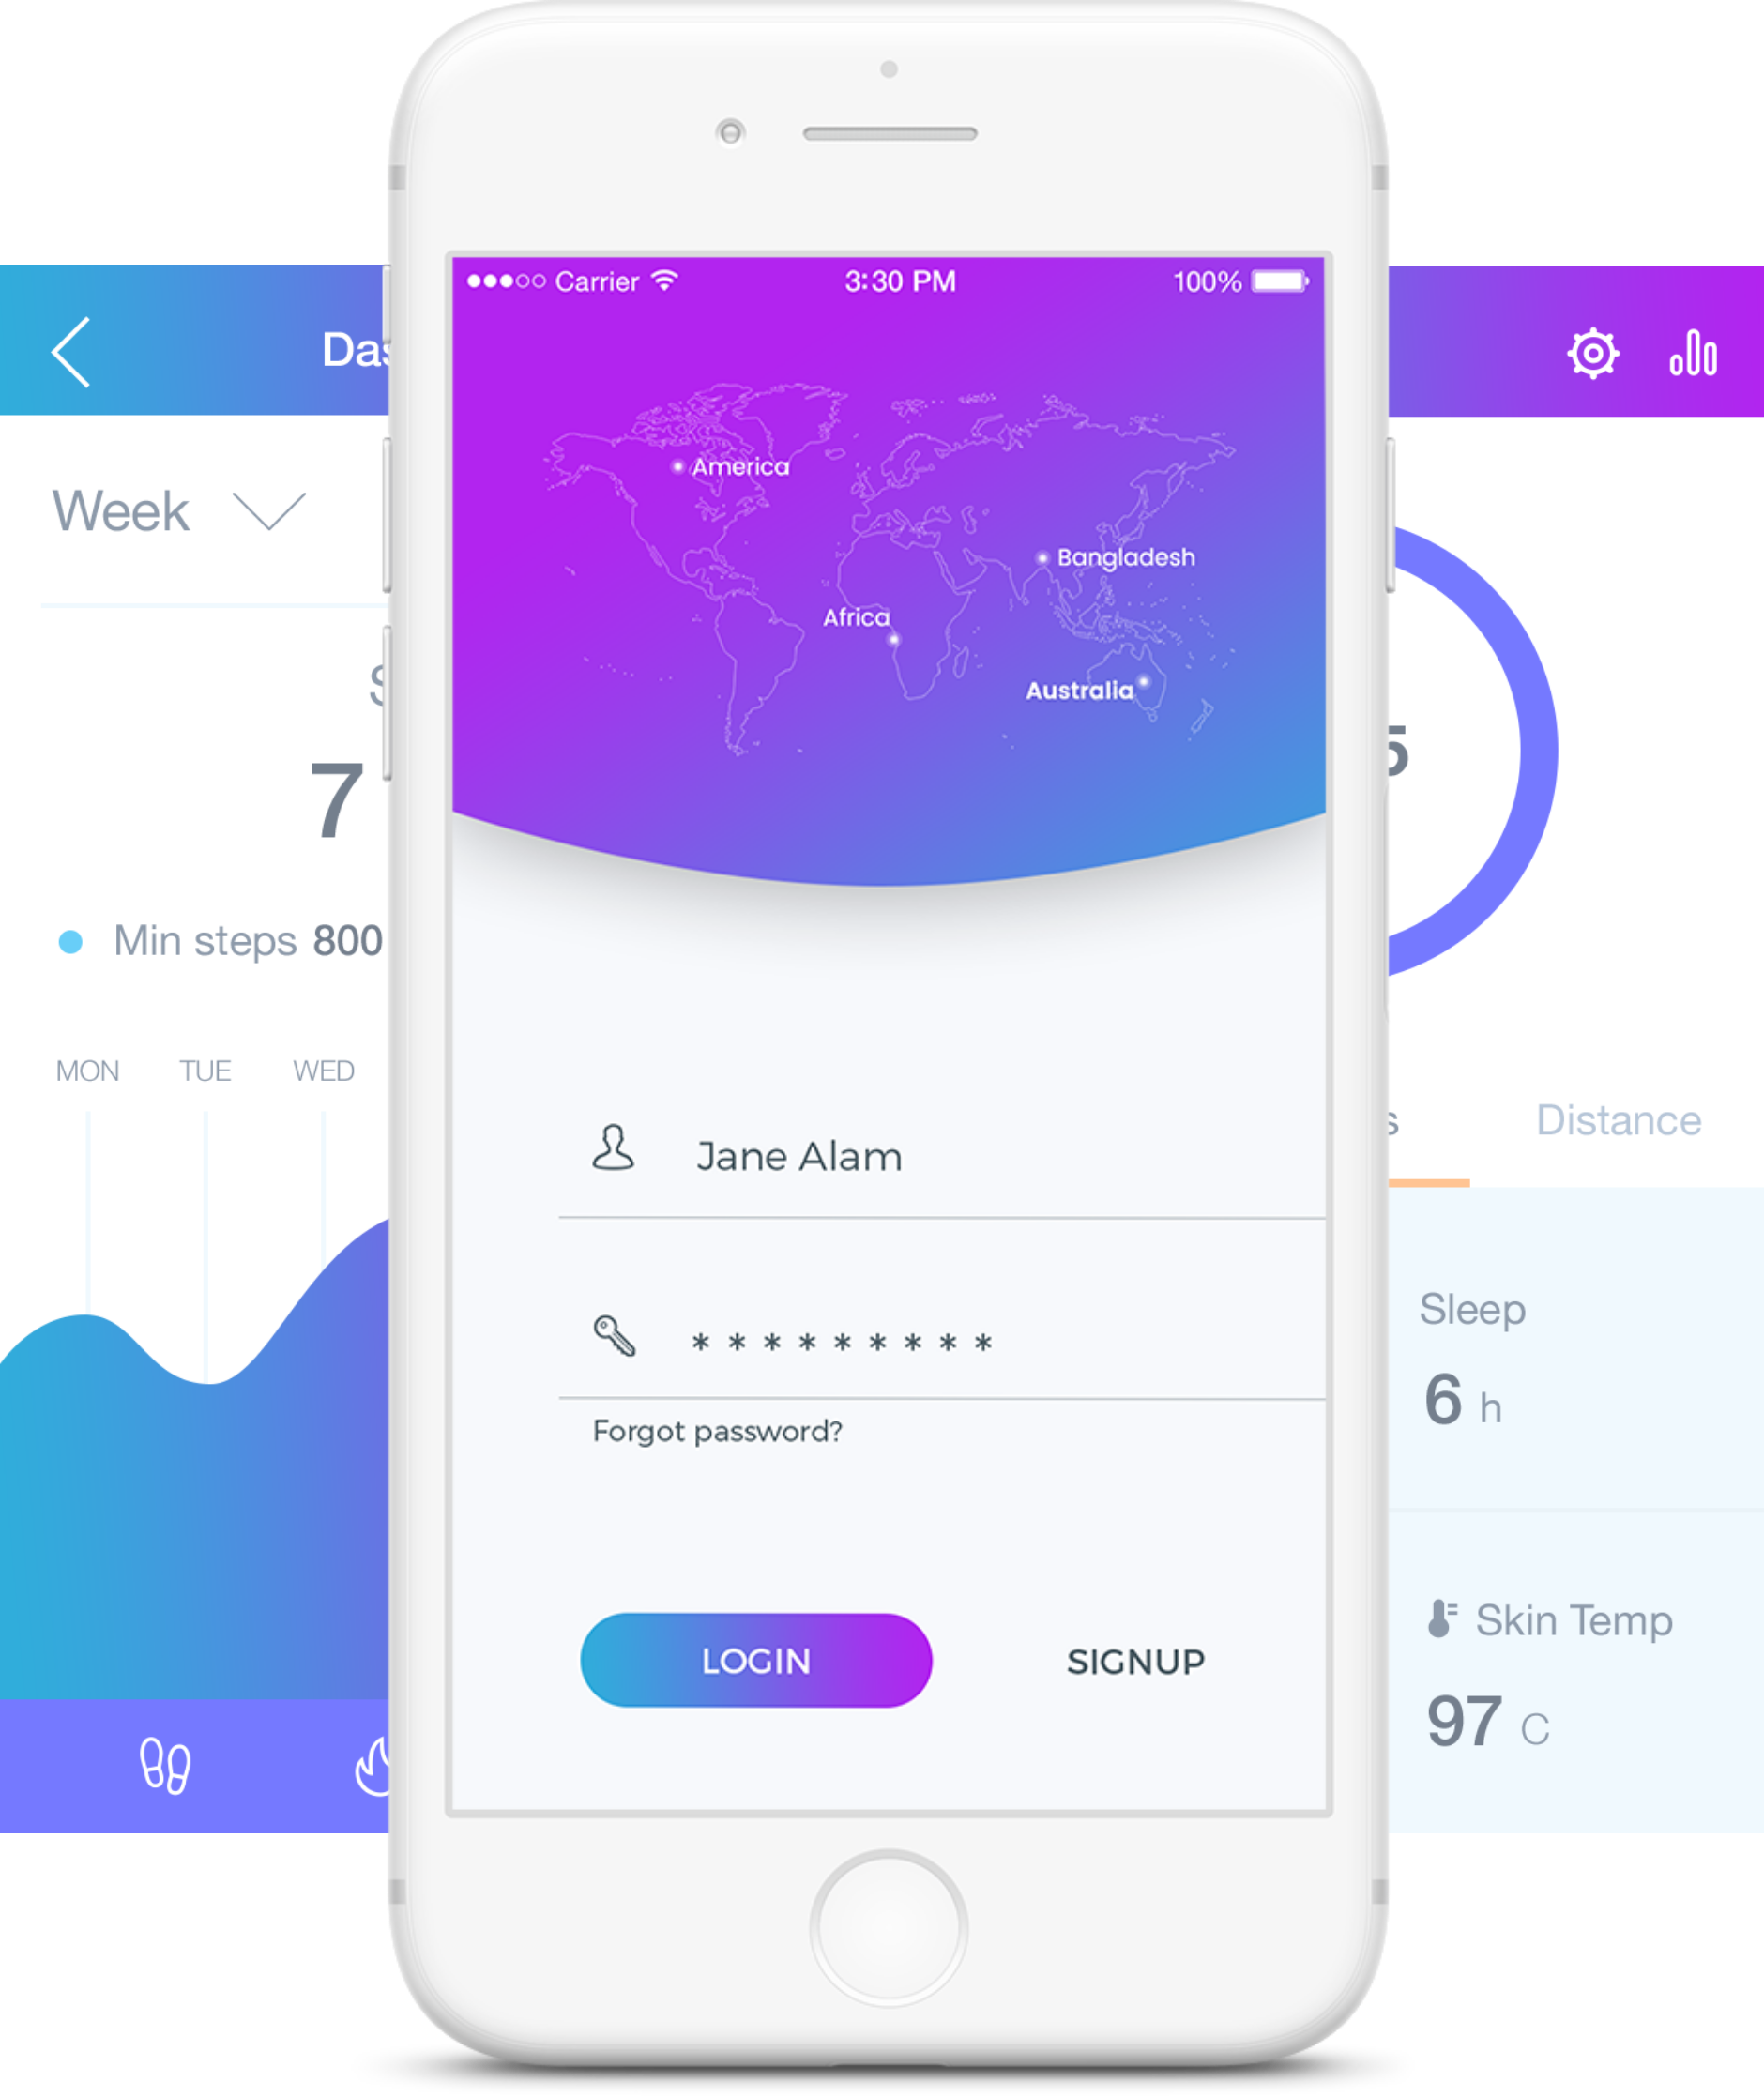 Carrier 3:30 PM 100%
America
Bangladesh
Africa
Australia
Jane Alam
* * * * * * * * *
Forgot password?
LOGIN SIGNUP
Week
7
Min steps 800
MON TUE WED
5
Distance
Sleep
6 h
Skin Temp
97 C